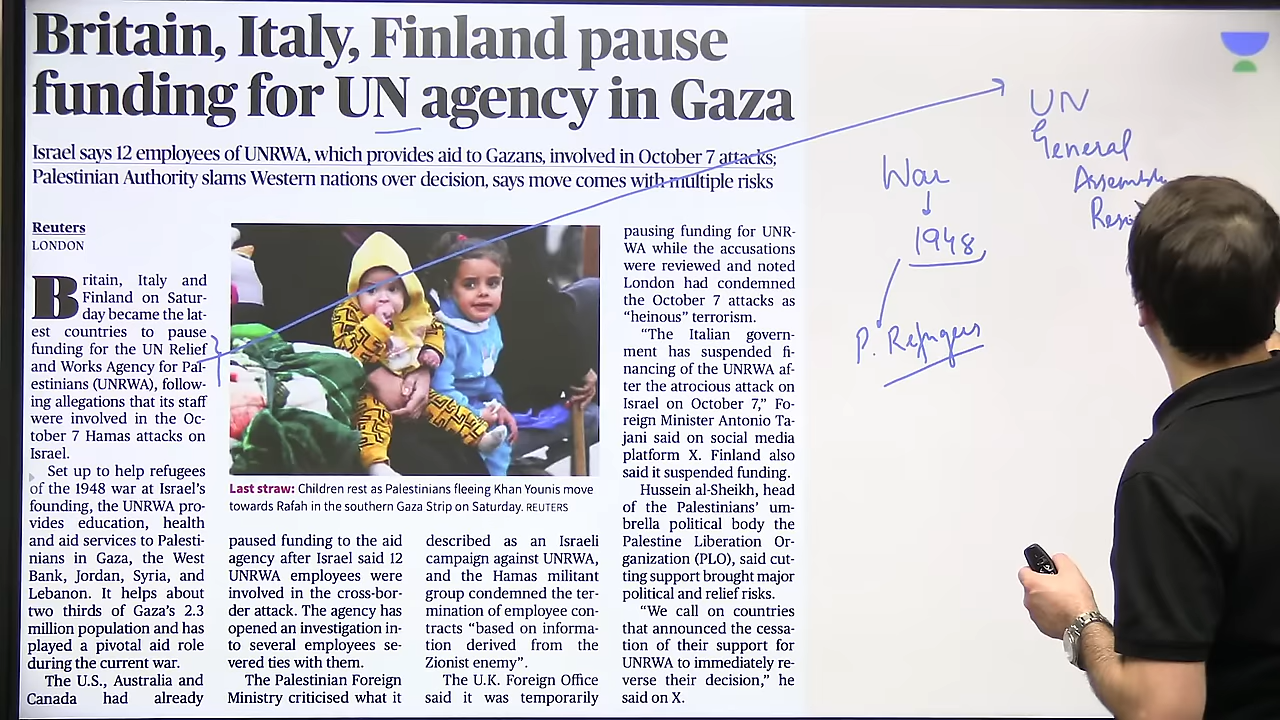 Britain, Italy, Finland pause
funding for UN agency in Gaza
Israel says 12 employees of UNRWA, which provides aid to Gazans, involved in October 7 attacks;
Palestinian Authority slams Western nations over decision, says move comes with multiple risks
Reuters
LONDON
Britain, Italy and
Finland on Satur-
day became the lat-
est countries to pause
funding for the UN Relief
and Works Agency for Pal-
estinians (UNRWA), follow-
ing allegations that its staff
were involved in the Oc-
tober 7 Hamas attacks on
Israel.
Set up to help refugees
of the 1948 war at Israel's
founding, the UNRWA pro-
vides education, health
and aid services to Palesti-
nians in Gaza, the West
Bank, Jordan, Syria, and
Lebanon. It helps about
two thirds of Gaza's 2.3
million population and has
played a pivotal aid role
during the current war.
The U.S., Australia and
Canada had already
Last straw: Children rest as Palestinians fleeing Khan Younis move
towards Rafah in the southern Gaza Strip on Saturday. REUTERS
paused funding to the aid
agency after Israel said 12
UNRWA employees were
involved in the cross-bor-
der attack. The agency has
opened an investigation in-
to several employees se-
vered ties with them.
The Palestinian Foreign
Ministry criticised what it
described as an Israeli
campaign against UNRWA,
and the Hamas militant
group condemned the ter-
mination of employee con-
tracts "based on informa-
tion derived from the
Zionist enemy".
The U.K. Foreign Office
said it was temporarily
pausing funding for UNR-
WA while the accusations
were reviewed and noted
London had condemned
the October 7 attacks as
"heinous" terrorism.
"The Italian govern-
ment has suspended fi-
nancing of the UNRWA af-
ter the atrocious attack on
Israel on October 7," Fo-
reign Minister Antonio Ta-
jani said on social media
platform X. Finland also
said it suspended funding.
Hussein al-Sheikh, head
of the Palestinians' um-
brella political body the
Palestine Liberation Or-
ganization (PLO), said cut-
ting support brought major
political and relief risks.
"We call on countries
that announced the cessa-
tion of their support for
UNRWA to immediately re-
verse their decision," he
said on X.
War
1948
P. Refugees
UN
General
Assembly